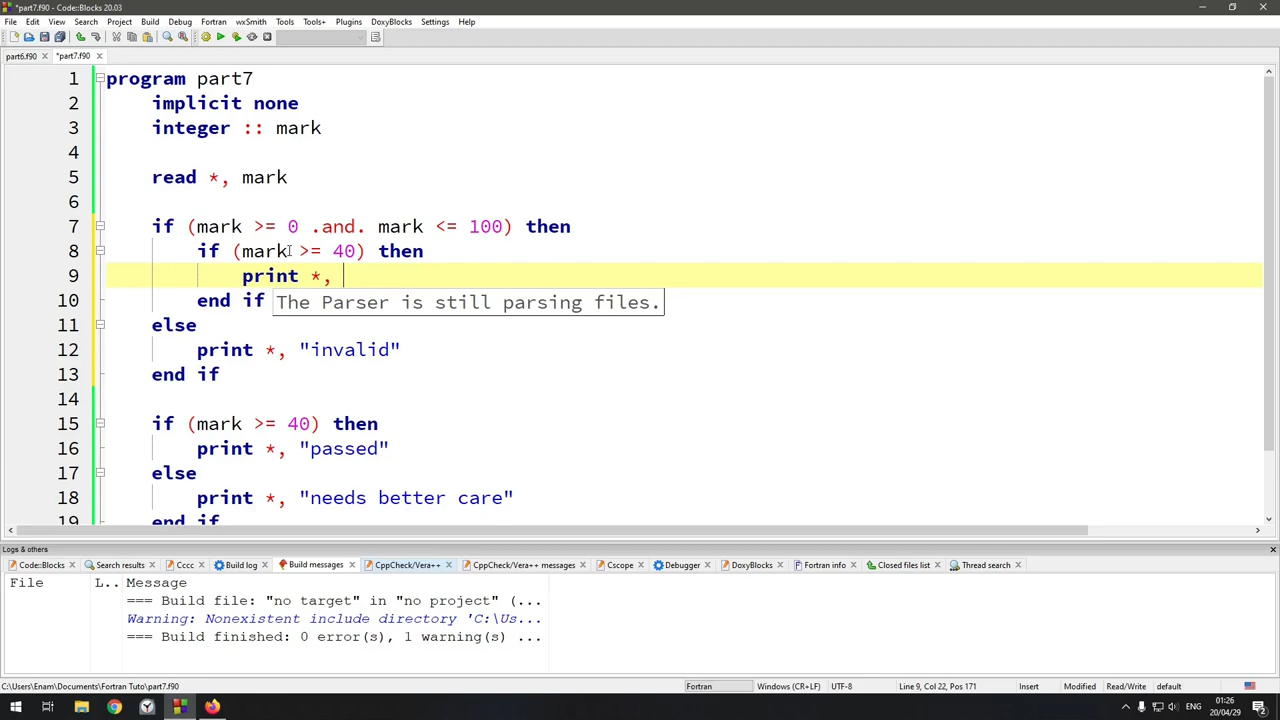 *part7.f90 - Code::Blocks 20.03
File Edit View Search Project Build Debug Fortran wxSmith Tools Tools+ Plugins DoxyBlocks Settings Help
part6.f90 *part7.f90
1 program part7
2 implicit none
3 integer :: mark
4
5 read *, mark
6
7 if (mark >= 0 .and. mark <= 100) then
8 if (mark >= 40) then
9 print *,
10 end if
The Parser is still parsing files.
11 else
12 print *, "invalid"
13 end if
14
15 if (mark >= 40) then
16 print *, "passed"
17 else
18 print *, "needs better care"
19 end if
Logs & others
Code::Blocks Search results Cccc Build log Build messages CppCheck/Vera++ CppCheck/Vera++ messages Cscope Debugger DoxyBlocks Fortran info Closed files list Thread search
File L.. Message
=== Build file: "no target" in "no project" (...
Warning: Nonexistent include directory 'C:\Us...
=== Build finished: 0 error(s), 1 warning(s) ...
C:\Users\Enam\Documents\Fortran Tuto\part7.f90 Fortran Windows (CR+LF) UTF-8 Line 9, Col 22, Pos 171 Insert Modified Read/Write default
ENG 01:26
20/04/29
2